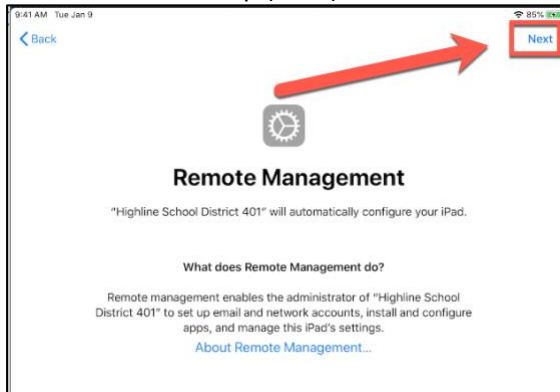 9:41 AM Tue Jan 9
85%
Back
Next
Remote Management
"Highline School District 401" will automatically configure your iPad.
What does Remote Management do?
Remote management enables the administrator of "Highline School
District 401" to set up email and network accounts, install and configure
apps, and manage this iPad's settings.
About Remote Management...